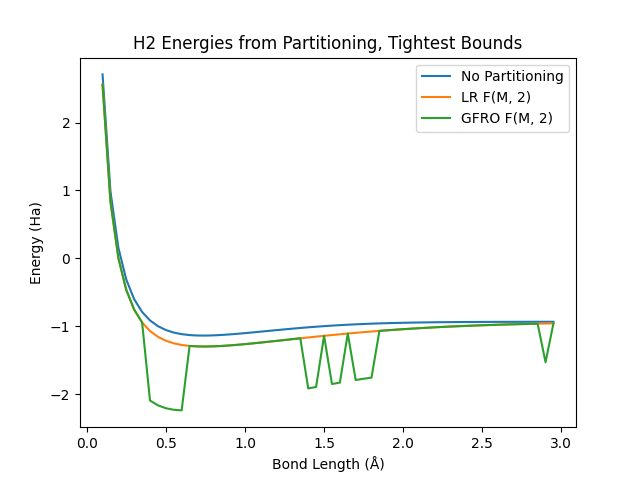 H2 Energies from Partitioning, Tightest Bounds
No Partitioning
LR F(M, 2)
GFRO F(M, 2)
Energy (Ha)
2
1
0
−1
−2
0.0 0.5 1.0 1.5 2.0 2.5 3.0
Bond Length (Å)